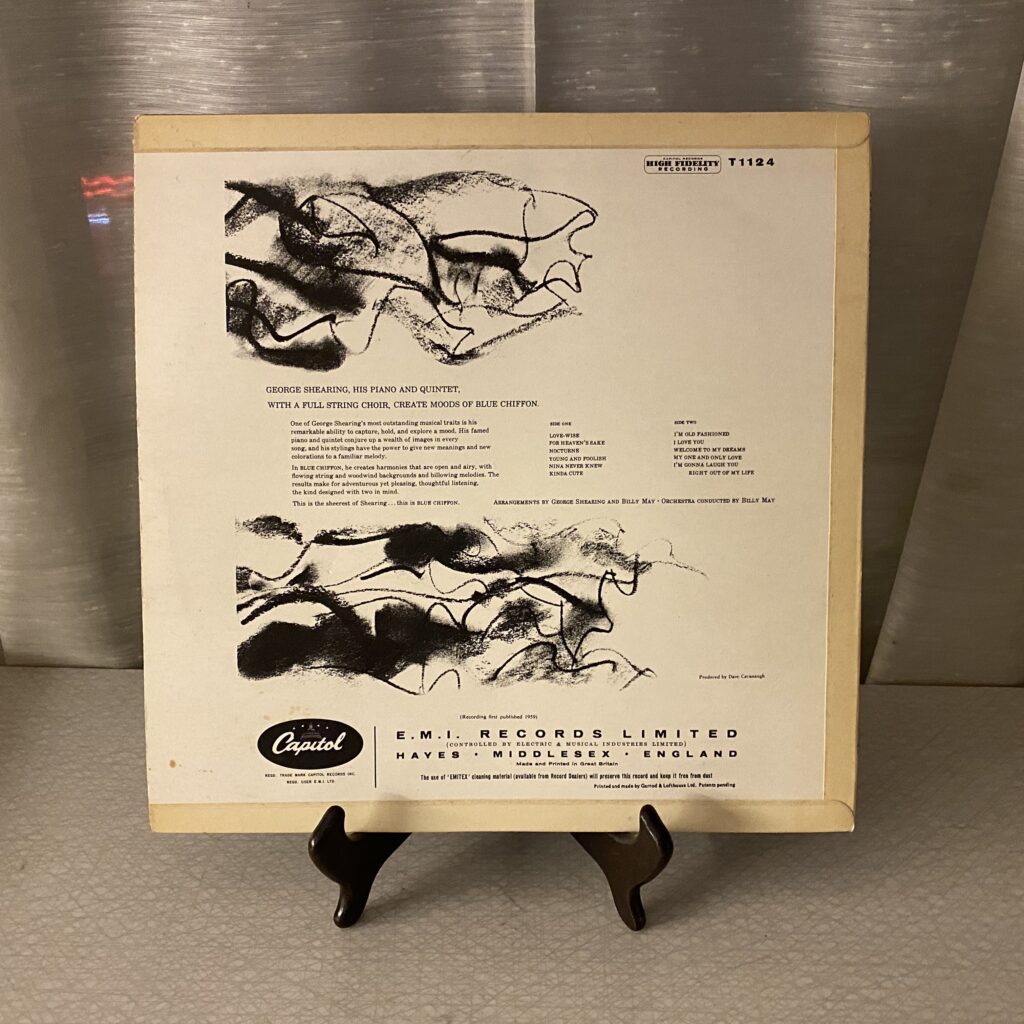 CAPITOL RECORDS
HIGH FIDELITY
RECORDING
T1124
GEORGE SHEARING, HIS PIANO AND QUINTET,
WITH A FULL STRING CHOIR, CREATE MOODS OF BLUE CHIFFON.
One of George Shearing's most outstanding musical traits is his
remarkable ability to capture, hold, and explore a mood. His famed
piano and quintet conjure up a wealth of images in every
song, and his stylings have the power to give new meanings and new
colorations to a familiar melody.
In BLUE CHIFFON, he creates harmonies that are open and airy, with
flowing string and woodwind backgrounds and billowing melodies. The
results make for adventurous yet pleasing, thoughtful listening,
the kind designed with two in mind.
This is the sheerest of Shearing...this is BLUE CHIFFON.
SIDE ONE
LOVE-WISE
FOR HEAVEN'S SAKE
NOCTURNE
YOUNG AND FOOLISH
NINA NEVER KNEW
KINDA CUTE
SIDE TWO
I'M OLD FASHIONED
I LOVE YOU
WELCOME TO MY DREAMS
MY ONE AND ONLY LOVE
I'M GONNA LAUGH YOU
RIGHT OUT OF MY LIFE
ARRANGEMENTS BY GEORGE SHEARING AND BILLY MAY • ORCHESTRA CONDUCTED BY BILLY MAY
Produced by Dave Cavanaugh
(Recording first published 1959)
Capitol
REGD. TRADE MARK CAPITOL RECORDS INC.
REGD. USER E.M.I. LTD.
E.M.I. RECORDS LIMITED
(CONTROLLED BY ELECTRIC & MUSICAL INDUSTRIES LIMITED)
HAYES • MIDDLESEX • ENGLAND
Made and Printed in Great Britain
The use of "EMITEX" cleaning material (available from Record Dealers) will preserve this record and keep it free from dust
Printed and made by Garrod & Lofthouse Ltd. Patents pending